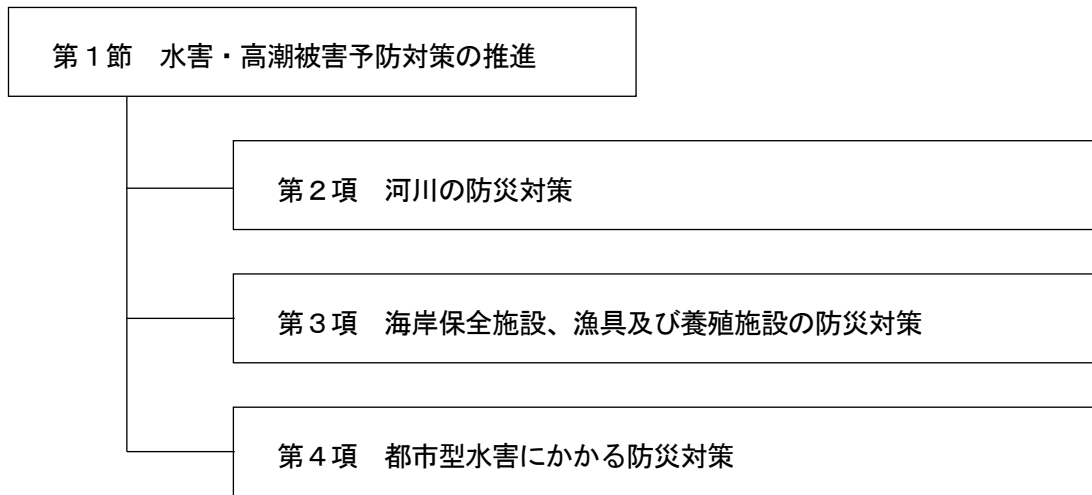 第１節　水害・高潮被害予防対策の推進
第２項　河川の防災対策
第３項　海岸保全施設、漁具及び養殖施設の防災対策
第４項　都市型水害にかかる防災対策